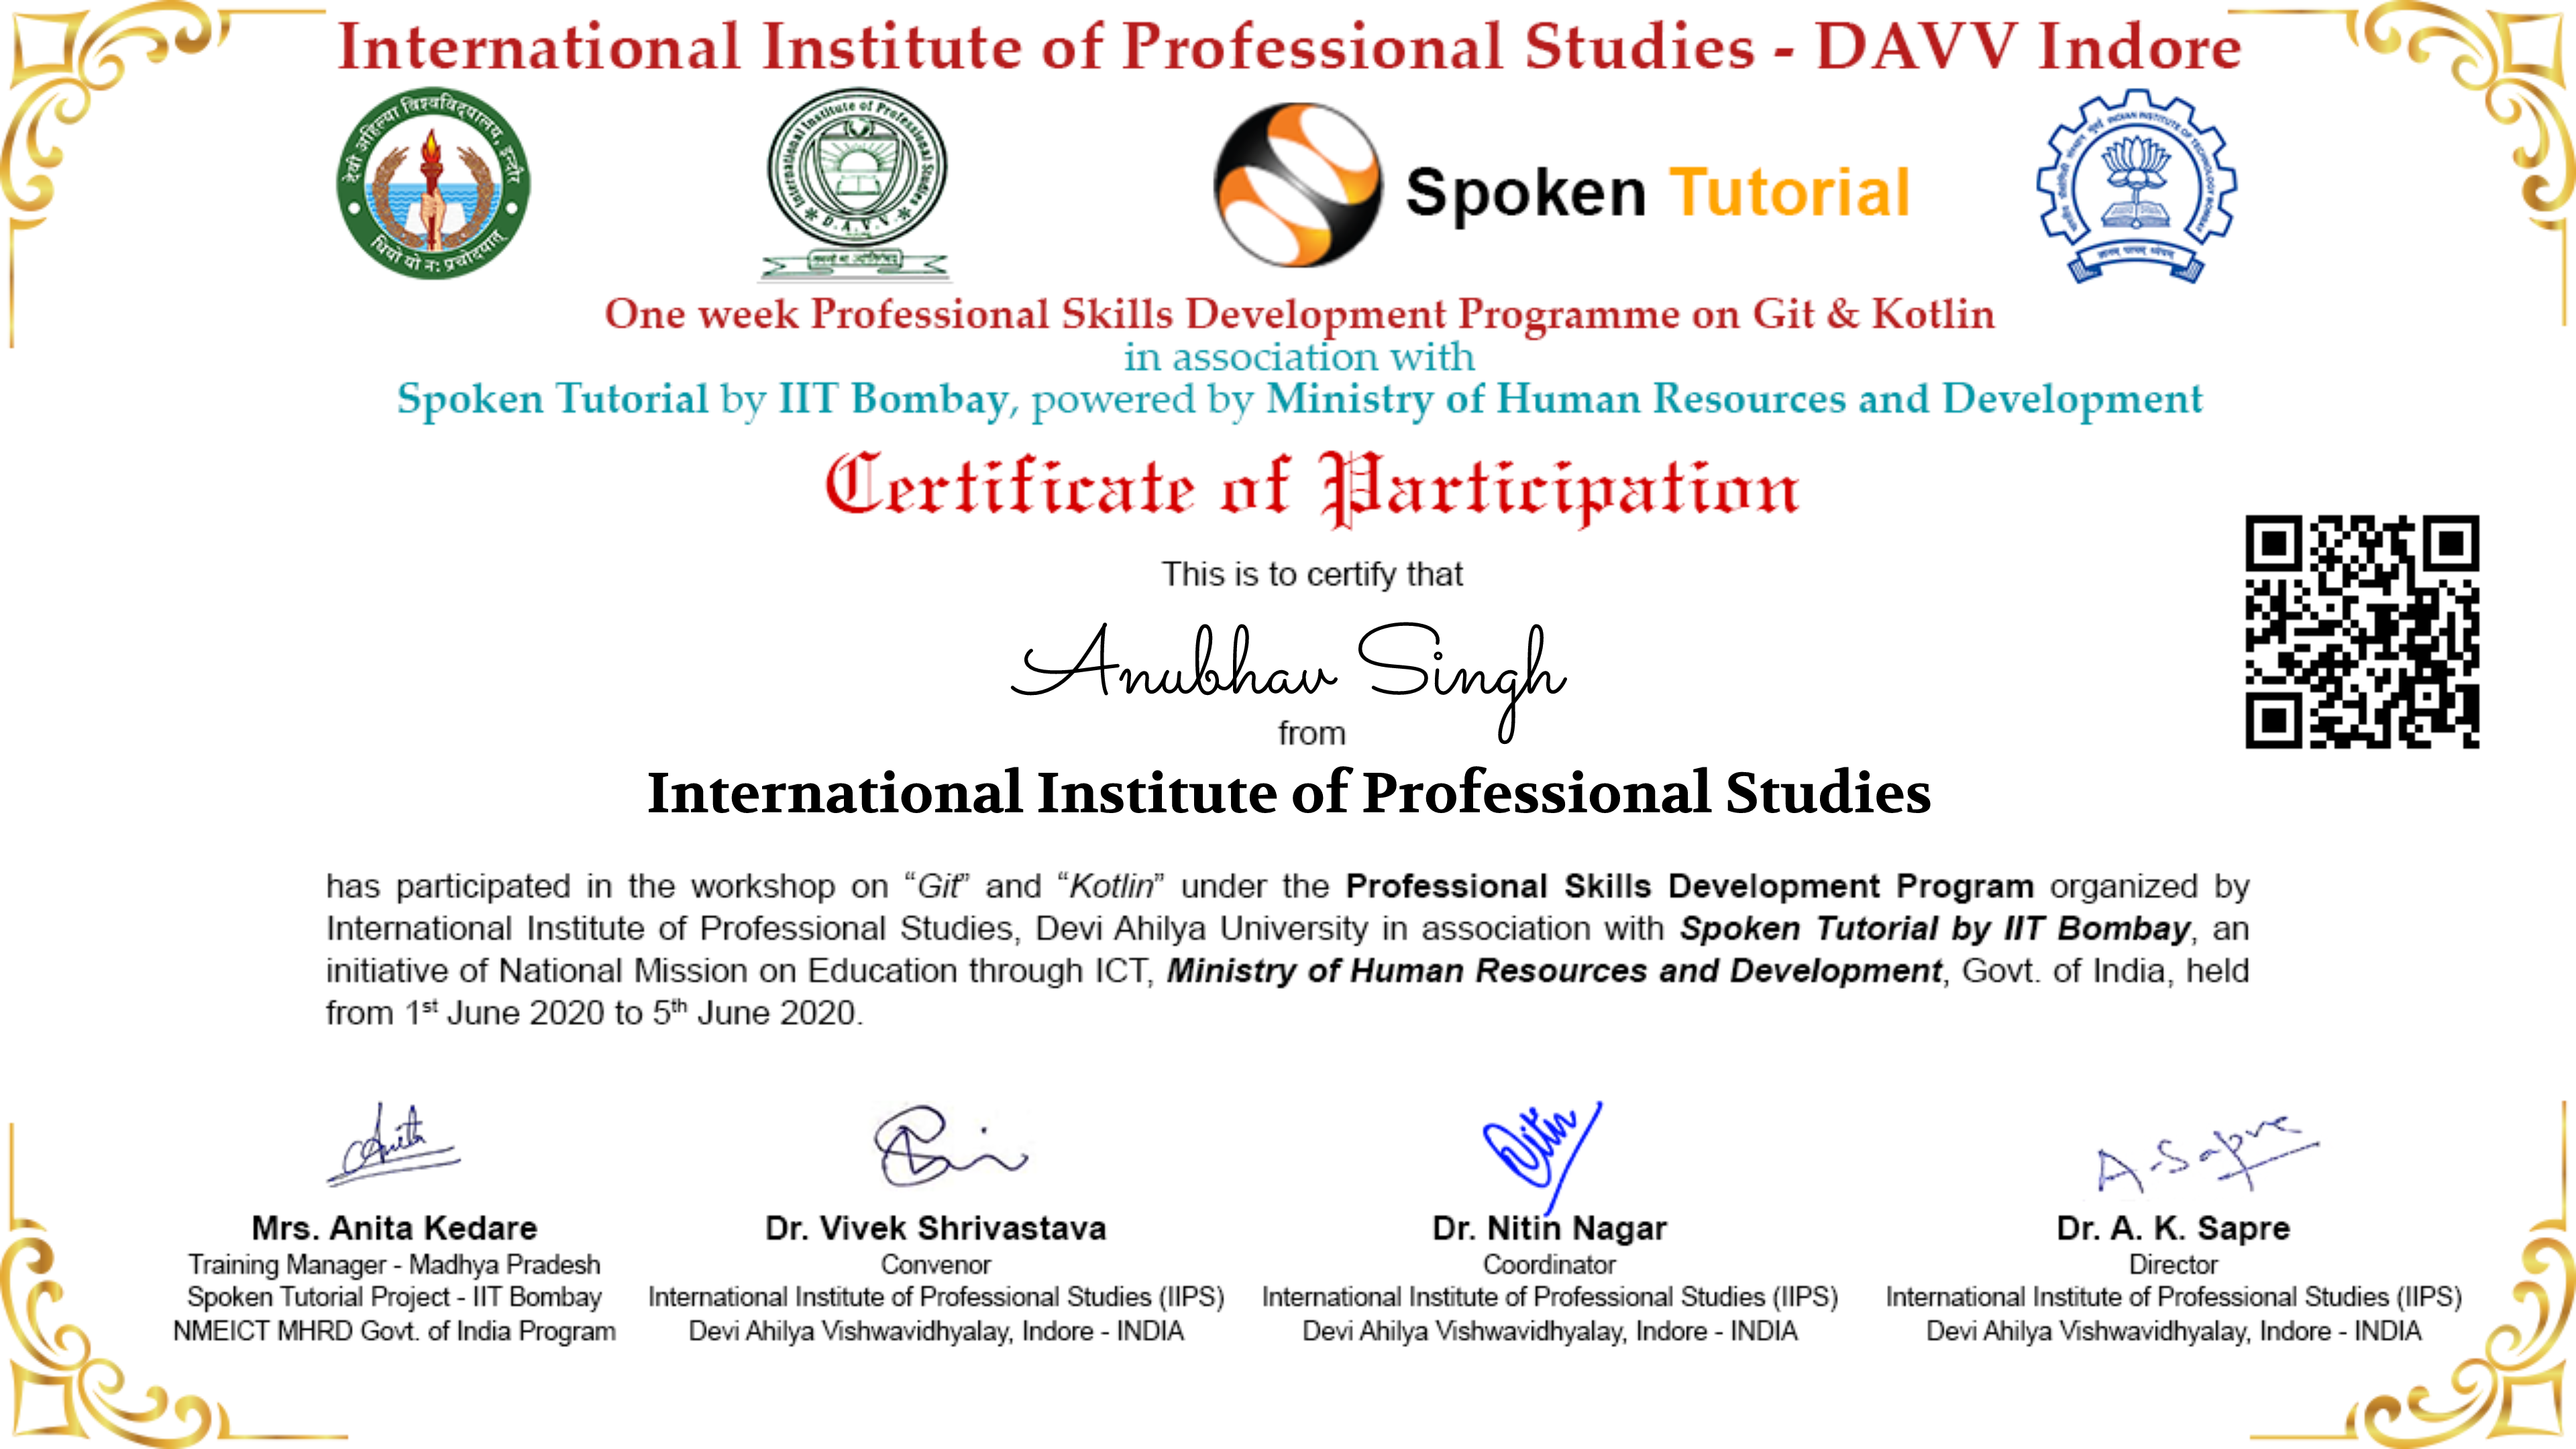 International Institute of Professional Studies - DAVV Indore
देवी अहिल्या विश्वविद्यालय, इन्दौर
धियो यो नः प्रचोदयात्
International Institute of Professional Studies
* D.A.V.V. *
Spoken Tutorial
INDIAN INSTITUTE OF TECHNOLOGY BOMBAY
One week Professional Skills Development Programme on Git & Kotlin
in association with
Spoken Tutorial by IIT Bombay, powered by Ministry of Human Resources and Development
Certificate of Participation
This is to certify that
Anubhav Singh
from
International Institute of Professional Studies
has participated in the workshop on “Git” and “Kotlin” under the Professional Skills Development Program organized by
International Institute of Professional Studies, Devi Ahilya University in association with Spoken Tutorial by IIT Bombay, an
initiative of National Mission on Education through ICT, Ministry of Human Resources and Development, Govt. of India, held
from 1st June 2020 to 5th June 2020.
Anita
Nitin
A-Sapre
Mrs. Anita Kedare
Training Manager - Madhya Pradesh
Spoken Tutorial Project - IIT Bombay
NMEICT MHRD Govt. of India Program
Dr. Vivek Shrivastava
Convenor
International Institute of Professional Studies (IIPS)
Devi Ahilya Vishwavidhyalay, Indore - INDIA
Dr. Nitin Nagar
Coordinator
International Institute of Professional Studies (IIPS)
Devi Ahilya Vishwavidhyalay, Indore - INDIA
Dr. A. K. Sapre
Director
International Institute of Professional Studies (IIPS)
Devi Ahilya Vishwavidhyalay, Indore - INDIA